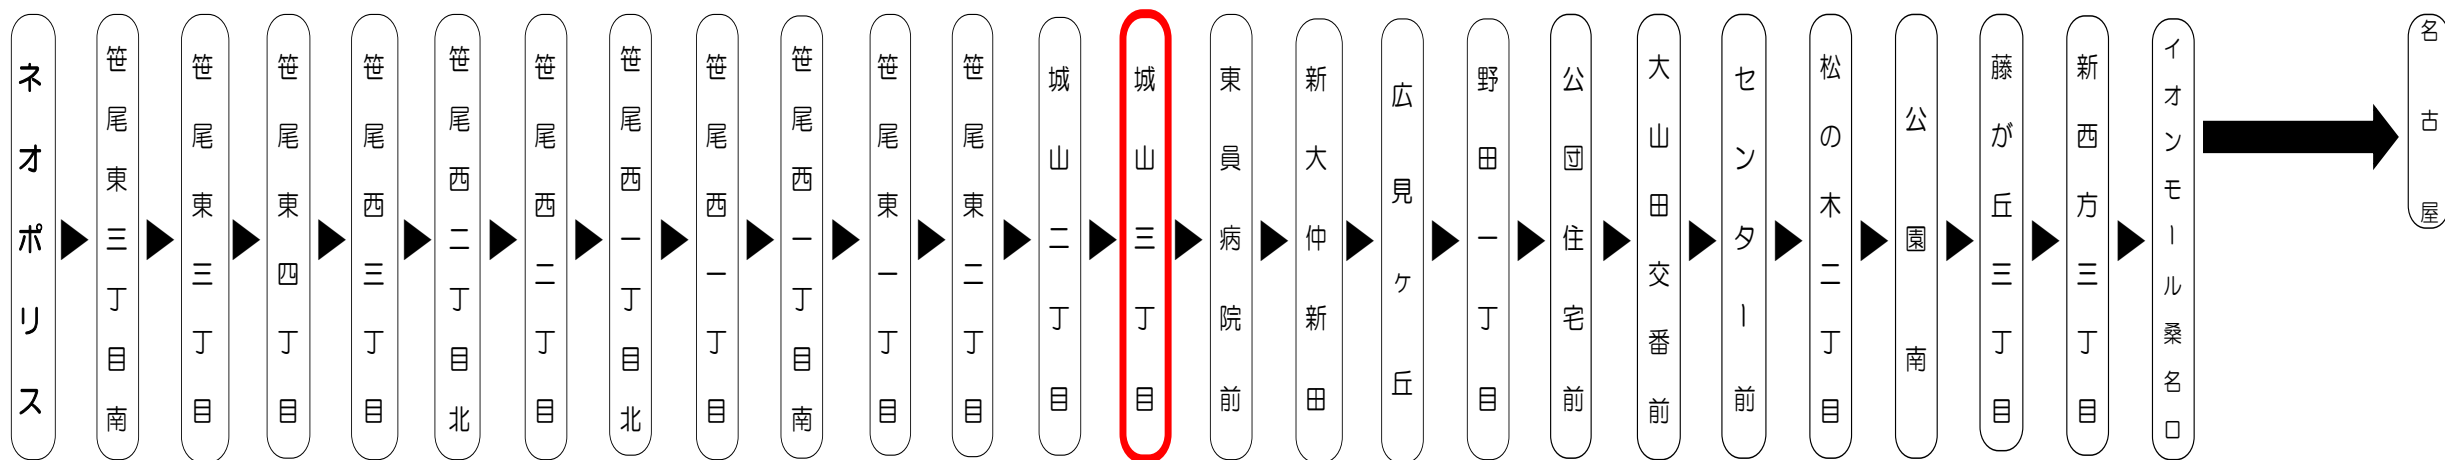 ネオポリス
笹尾東三丁目南
笹尾東三丁目
笹尾東四丁目
笹尾西三丁目
笹尾西二丁目北
笹尾西二丁目
笹尾西一丁目北
笹尾西一丁目
笹尾西一丁目南
笹尾東一丁目
笹尾東二丁目
城山二丁目
城山三丁目
東員病院前
新大仲新田
広見ヶ丘
野田一丁目
公団住宅前
大山田交番前
センター前
松の木二丁目
公園南
藤が丘三丁目
新西方三丁目
イオンモール桑名口
名古屋